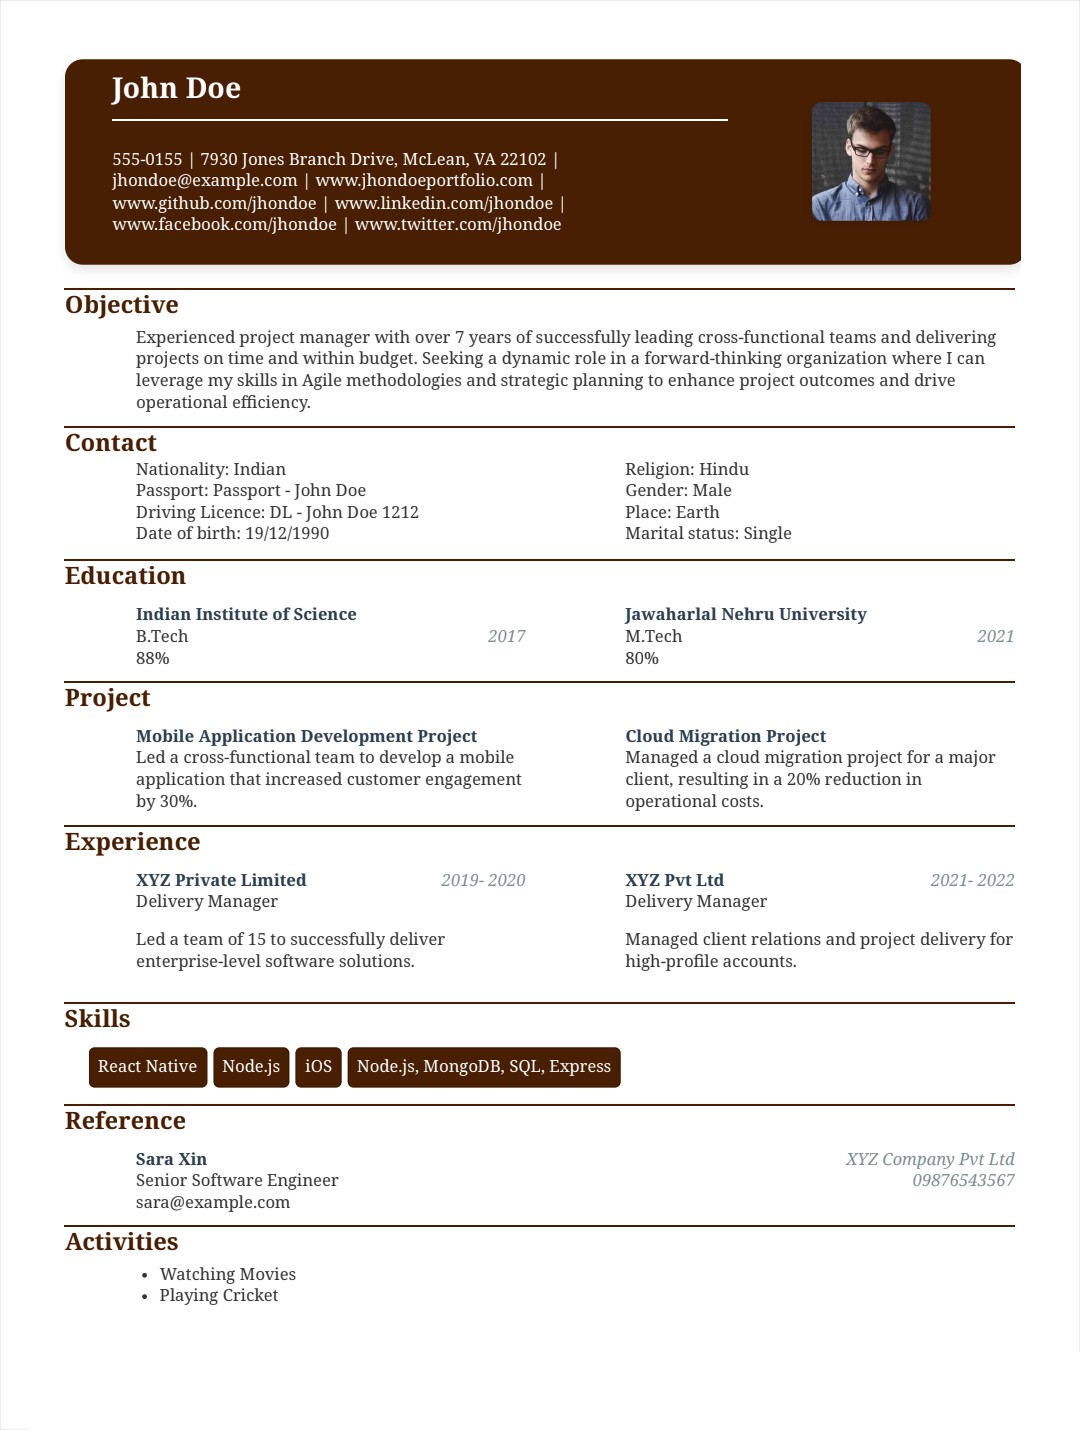 John Doe
555-0155 | 7930 Jones Branch Drive, McLean, VA 22102 |
jhondoe@example.com | www.jhondoeportfolio.com |
www.github.com/jhondoe | www.linkedin.com/jhondoe |
www.facebook.com/jhondoe | www.twitter.com/jhondoe
Objective
Experienced project manager with over 7 years of successfully leading cross-functional teams and delivering
projects on time and within budget. Seeking a dynamic role in a forward-thinking organization where I can
leverage my skills in Agile methodologies and strategic planning to enhance project outcomes and drive
operational efficiency.
Contact
Nationality: Indian
Passport: Passport - John Doe
Driving Licence: DL - John Doe 1212
Date of birth: 19/12/1990
Religion: Hindu
Gender: Male
Place: Earth
Marital status: Single
Education
Indian Institute of Science
B.Tech 2017
88%
Jawaharlal Nehru University
M.Tech 2021
80%
Project
Mobile Application Development Project
Led a cross-functional team to develop a mobile
application that increased customer engagement
by 30%.
Cloud Migration Project
Managed a cloud migration project for a major
client, resulting in a 20% reduction in
operational costs.
Experience
XYZ Private Limited 2019- 2020
Delivery Manager
Led a team of 15 to successfully deliver
enterprise-level software solutions.
XYZ Pvt Ltd 2021- 2022
Delivery Manager
Managed client relations and project delivery for
high-profile accounts.
Skills
React Native Node.js iOS Node.js, MongoDB, SQL, Express
Reference
Sara Xin XYZ Company Pvt Ltd
Senior Software Engineer 09876543567
sara@example.com
Activities
• Watching Movies
• Playing Cricket